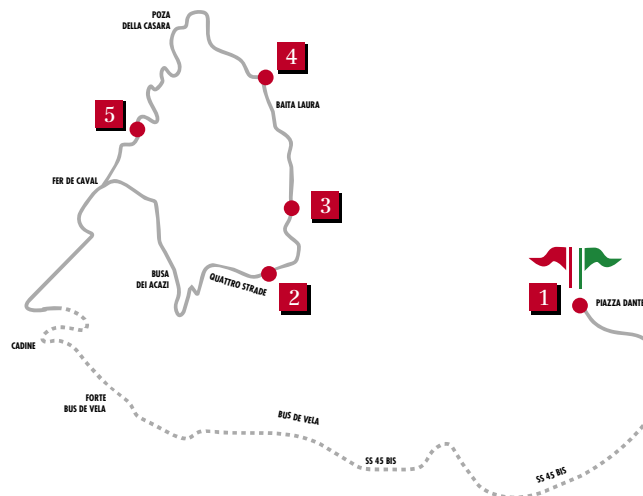 POZA
DELLA CASARA
4
BAITA LAURA
5
FER DE CAVAL
3
BUSA
DEI ACAZI
QUATTRO STRADE
2
1
PIAZZA DANTE
CADINE
FORTE
BUS DE VELA
BUS DE VELA
SS 45 BIS
SS 45 BIS